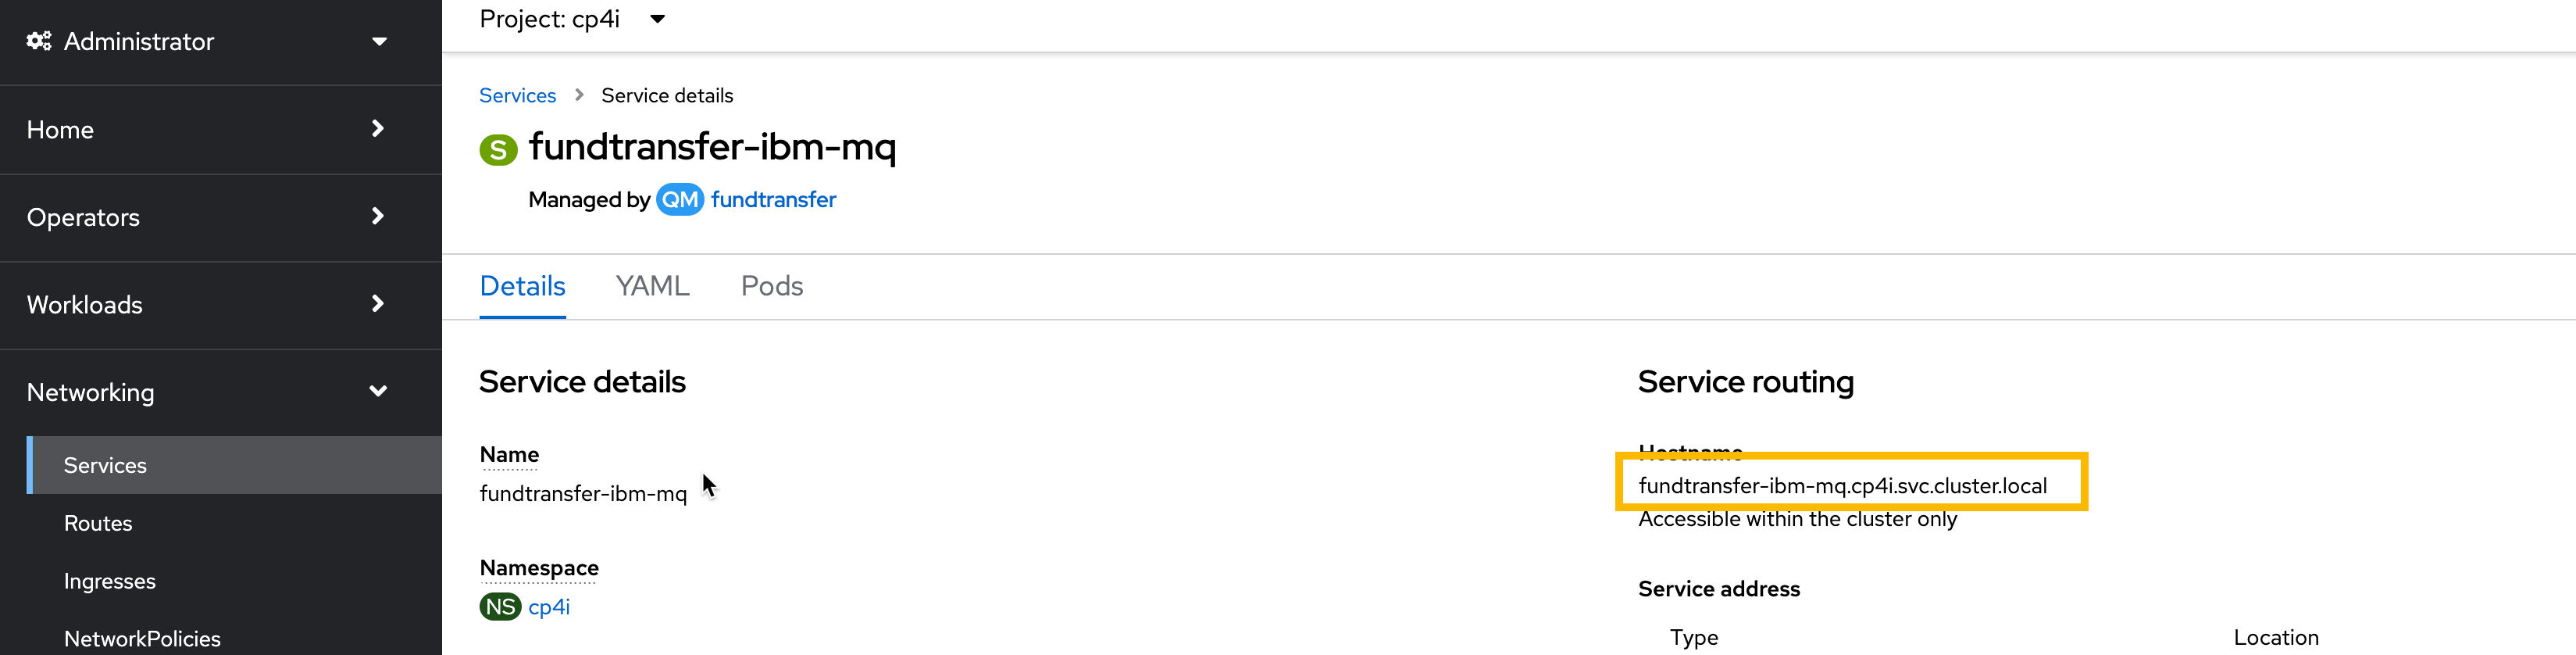 Administrator
Home
Operators
Workloads
Networking
Services
Routes
Ingresses
NetworkPolicies
Project: cp4i
Services > Service details
S fundtransfer-ibm-mq
Managed by QM fundtransfer
Details YAML Pods
Service details
Name
fundtransfer-ibm-mq
Namespace
NS cp4i
Service routing
Hostname
fundtransfer-ibm-mq.cp4i.svc.cluster.local
Accessible within the cluster only
Service address
Type Location